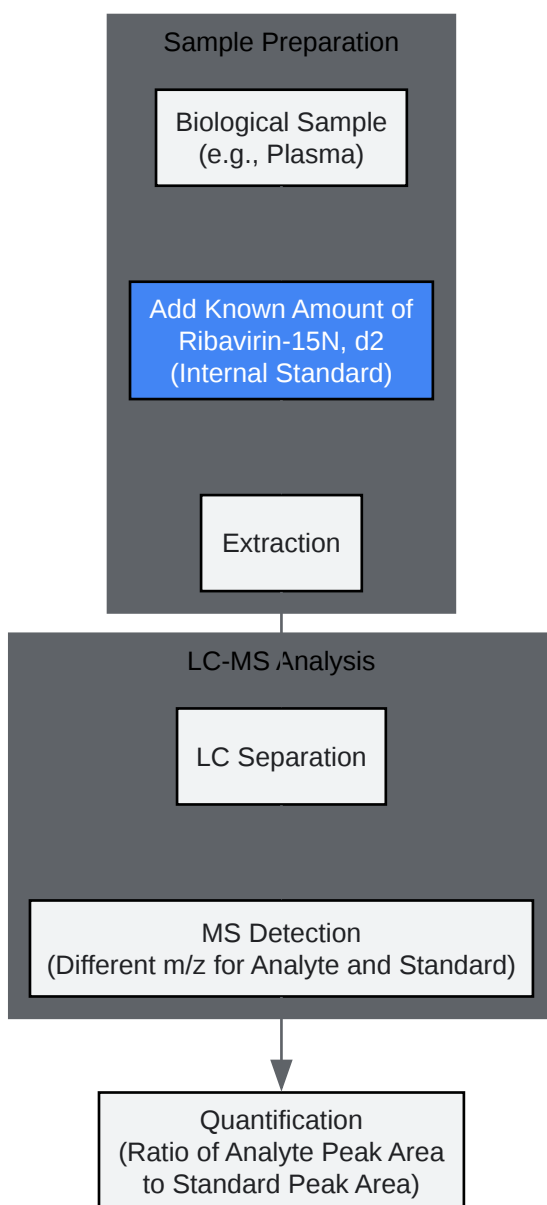 Sample Preparation
Biological Sample
(e.g., Plasma)
Add Known Amount of
Ribavirin-15N, d2
(Internal Standard)
Extraction
LC-MS Analysis
LC Separation
MS Detection
(Different m/z for Analyte and Standard)
Quantification
(Ratio of Analyte Peak Area
to Standard Peak Area)